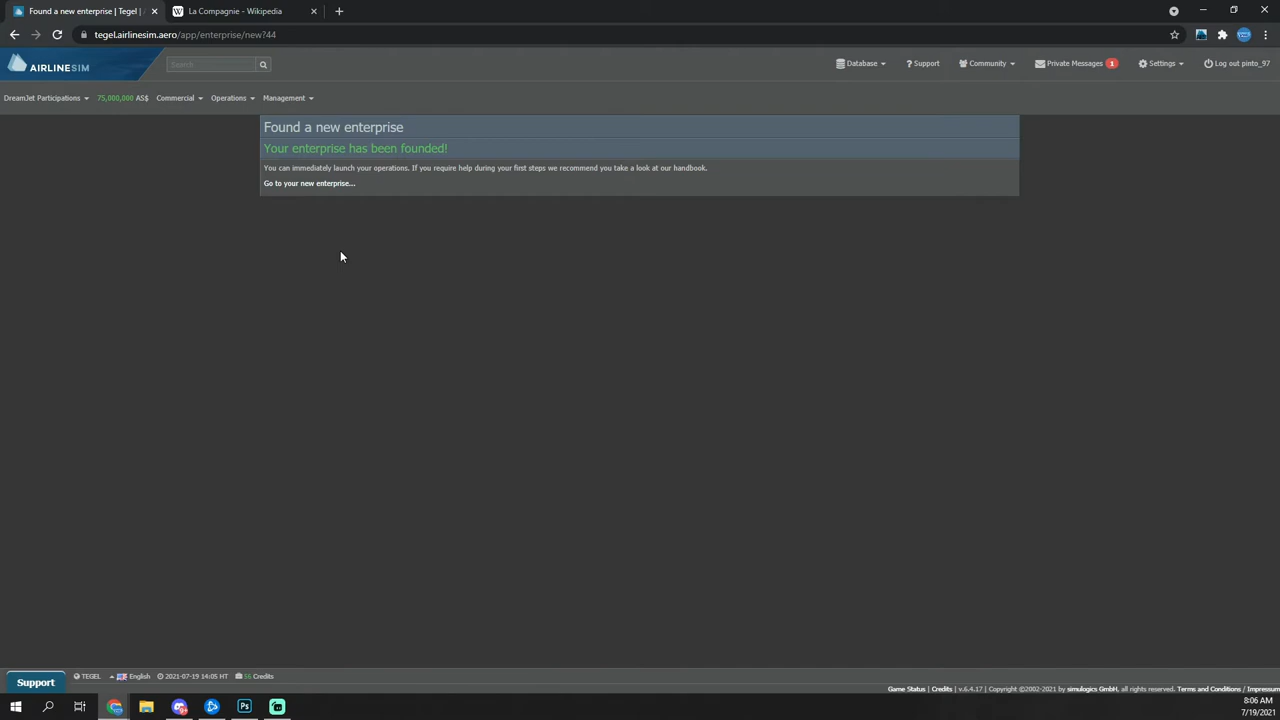 Found a new enterprise | Tegel | A
La Compagnie - Wikipedia
tegel.airlinesim.aero/app/enterprise/new?44
AIRLINESIM
Search
Database
? Support
Community
Private Messages 1
Settings
Log out pinto_97
DreamJet Participations
75,000,000 AS$
Commercial
Operations
Management
Found a new enterprise
Your enterprise has been founded!
You can immediately launch your operations. If you require help during your first steps we recommend you take a look at our handbook.
Go to your new enterprise...
Support
TEGEL
English
2021-07-19 14:05 HT
56 Credits
Game Status | Credits | v.6.4.17 | Copyright ©2002-2021 by simulogics GmbH, all rights reserved. Terms and Conditions / Impressum
8:06 AM
7/19/2021